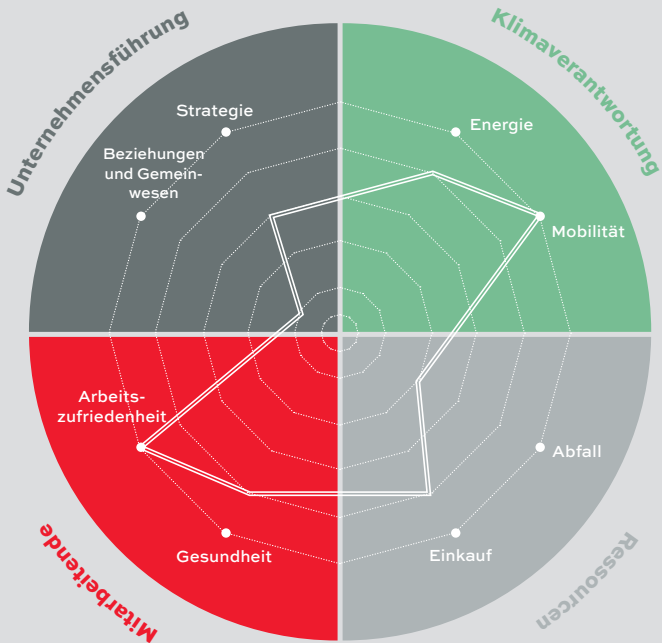 Unternehmensführung
Klimaverantwortung
Strategie
Energie
Beziehungen
und Gemein-
wesen
Mobilität
Arbeits-
zufriedenheit
Abfall
Gesundheit
Einkauf
Mitarbeitende
Ressourcen